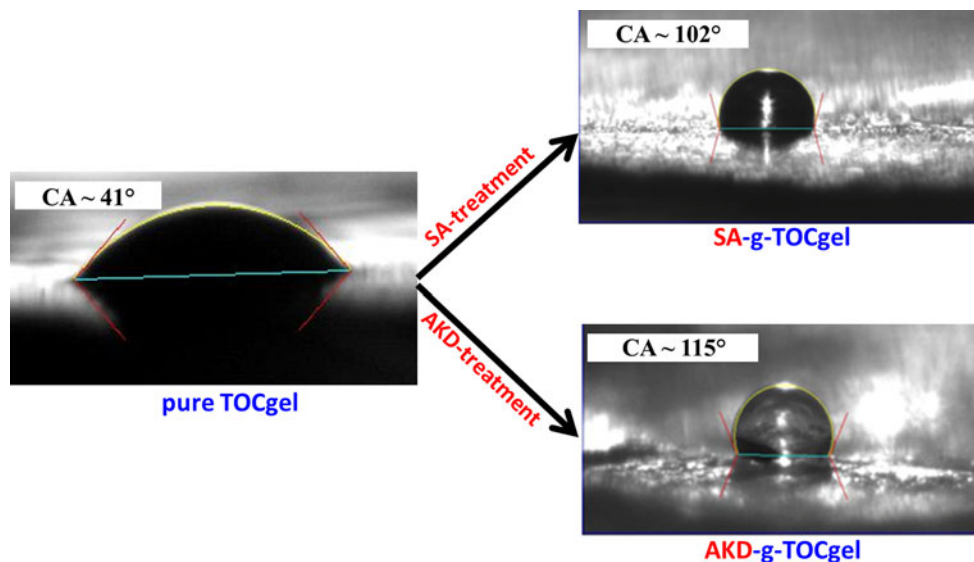 CA ~ 41°
pure TOCgel
SA-treatment
AKD-treatment
CA ~ 102°
SA-g-TOCgel
CA ~ 115°
AKD-g-TOCgel